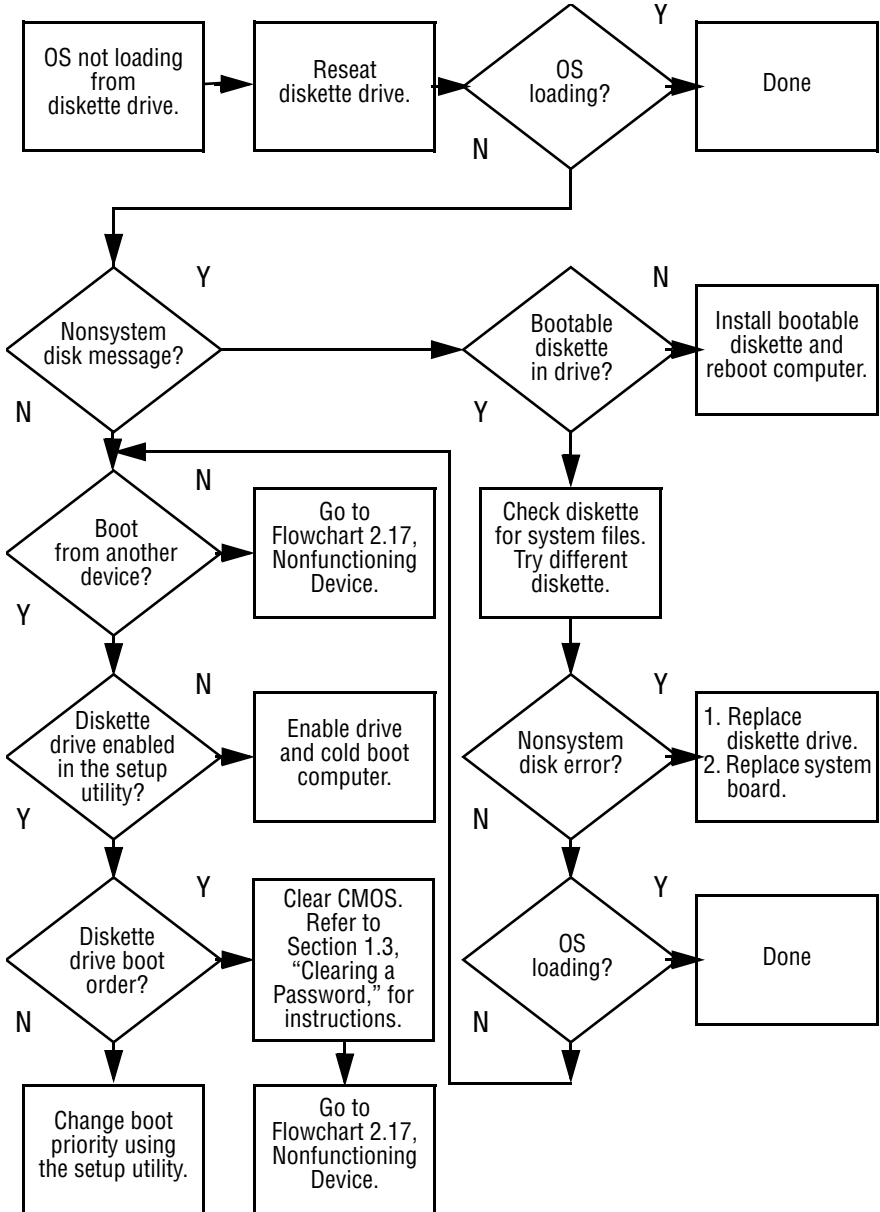 OS not loading
from
diskette drive.
Reseat
diskette drive.
OS
loading?
Y
N
Done
Nonsystem
disk message?
Y
N
Bootable
diskette
in drive?
N
Y
Install bootable
diskette and
reboot computer.
Boot
from another
device?
N
Y
Go to
Flowchart 2.17,
Nonfunctioning
Device.
Check diskette
for system files.
Try different
diskette.
Diskette
drive enabled
in the setup
utility?
N
Y
Enable drive
and cold boot
computer.
Nonsystem
disk error?
Y
N
1. Replace
diskette drive.
2. Replace system
board.
Diskette
drive boot
order?
Y
N
Clear CMOS.
Refer to
Section 1.3,
“Clearing a
Password,” for
instructions.
OS
loading?
Y
N
Done
Change boot
priority using
the setup utility.
Go to
Flowchart 2.17,
Nonfunctioning
Device.